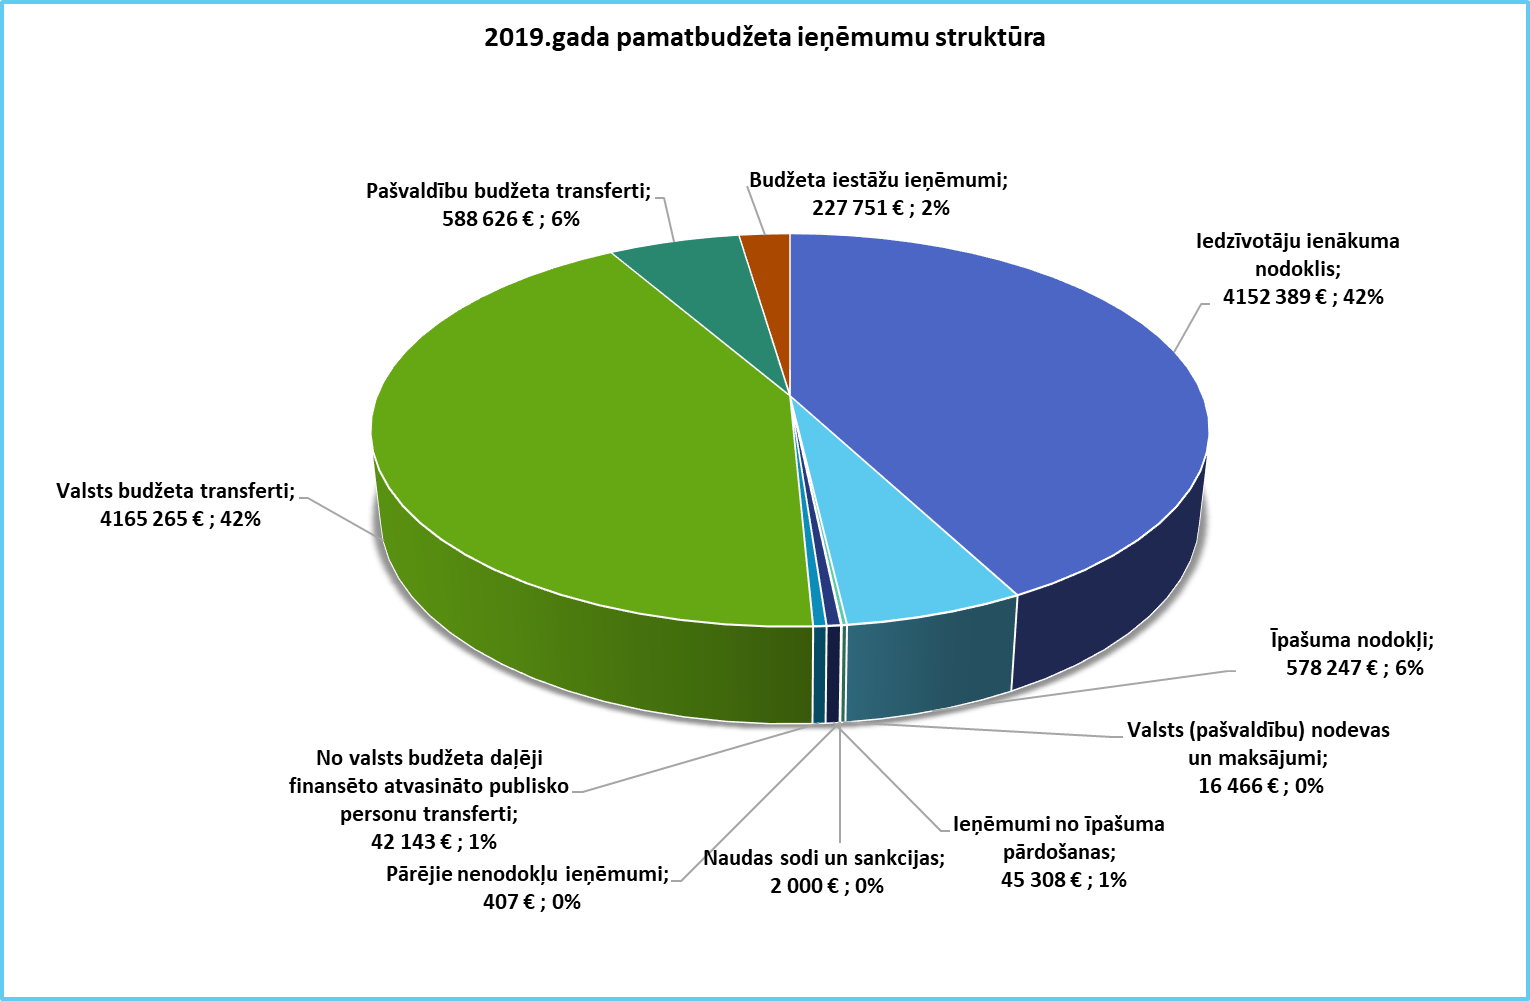 2019.gada pamatbudžeta ieņēmumu struktūra
Pašvaldību budžeta transferti;
588 626 € ; 6%
Budžeta iestāžu ieņēmumi;
227 751 € ; 2%
Iedzīvotāju ienākuma
nodoklis;
4152 389 € ; 42%
Valsts budžeta transferti;
4165 265 € ; 42%
Īpašuma nodokļi;
578 247 € ; 6%
Valsts (pašvaldību) nodevas
un maksājumi;
16 466 € ; 0%
No valsts budžeta daļēji
finansēto atvasināto publisko
personu transferti;
42 143 € ; 1%
Ieņēmumi no īpašuma
pārdošanas;
45 308 € ; 1%
Naudas sodi un sankcijas;
2 000 € ; 0%
Pārējie nenodokļu ieņēmumi;
407 € ; 0%